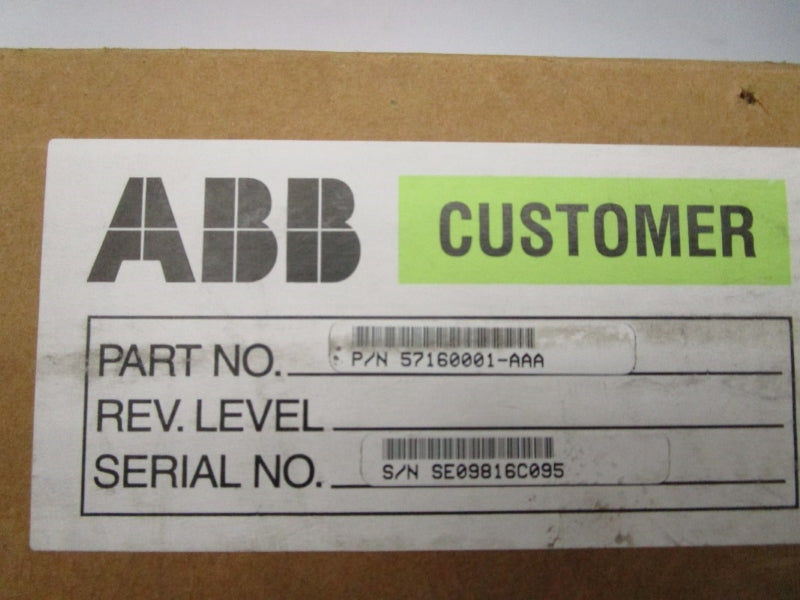 ABB CUSTOMER
PART NO. P/N 57160001-AAA
REV. LEVEL
SERIAL NO. S/N SE09816C095